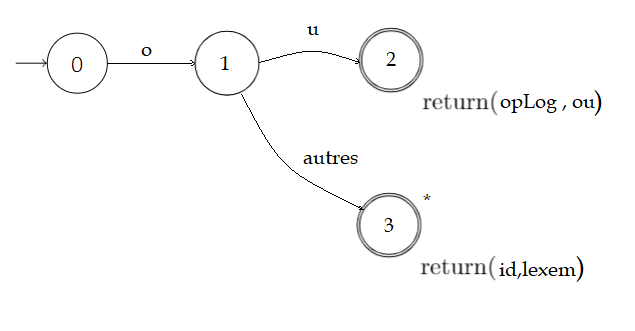 o
u
0
1
2
return(opLog , ou)
autres
*
3
return(id,lexem)